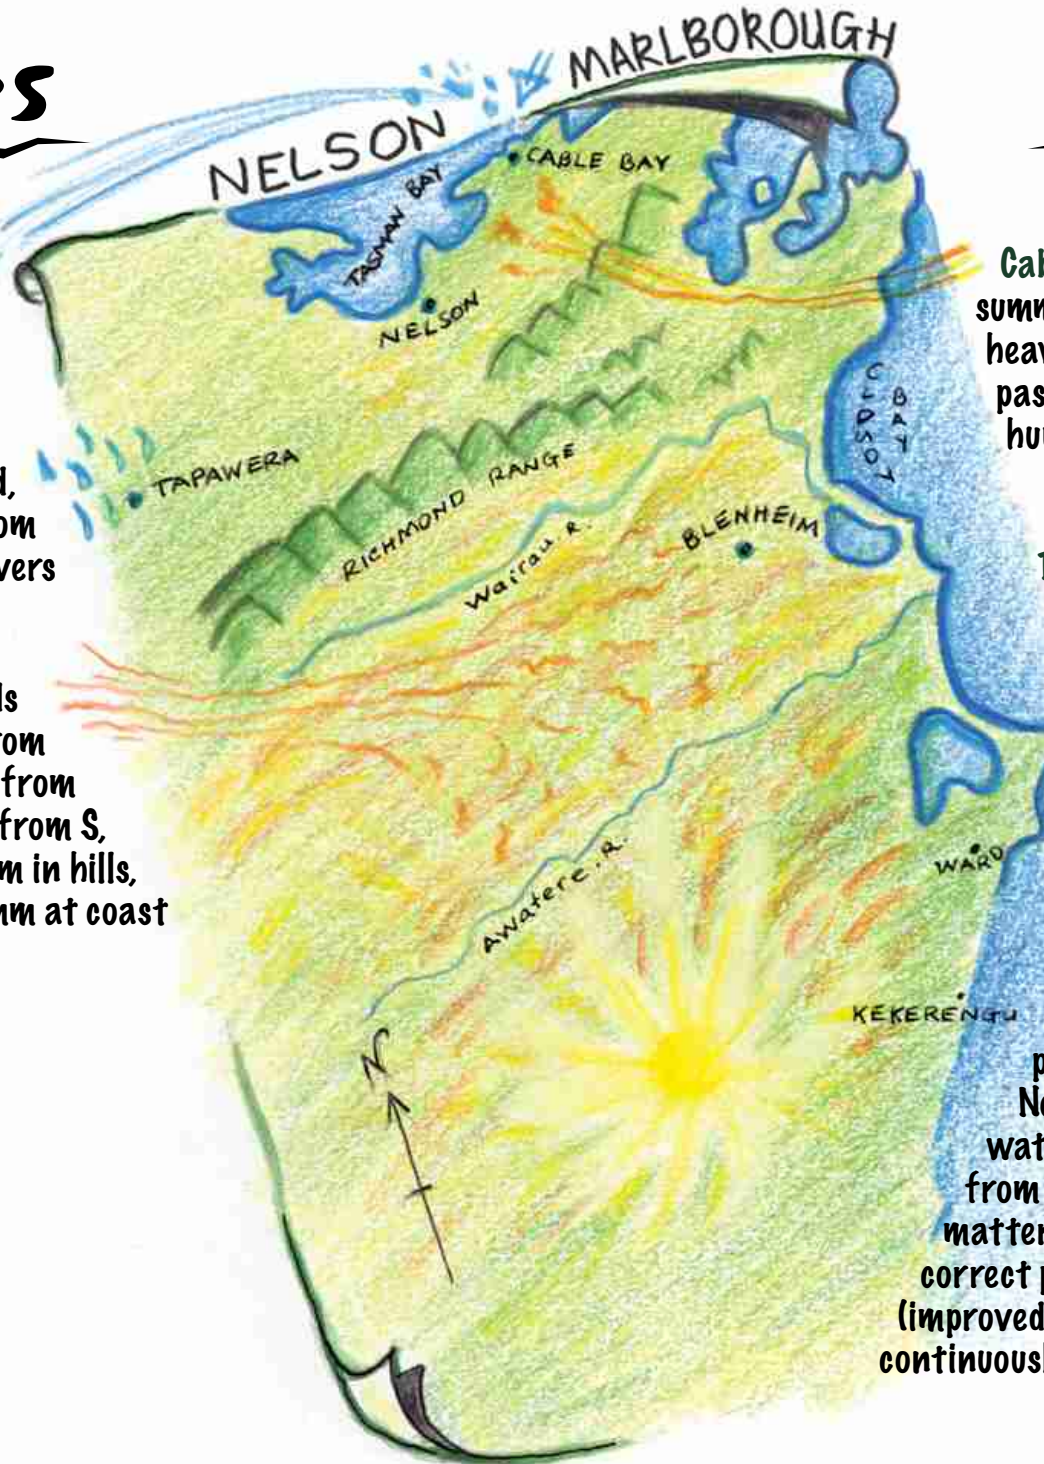 MARLBOROUGH
NELSON
CABLE BAY
TASMAN BAY
NELSON
CLDSOY
BAY
TAPAWERA
RICHMOND RANGE
Wairau R.
BLENHEIM
Awatere . R.
WARD
KEKERENGU
N
om
vers
ls
rom
from
from S,
m in hills,
nm at coast
Cab
sumn
heav
pas
hu
p
No
wat
from
matter
correct p
(improved
continuousl